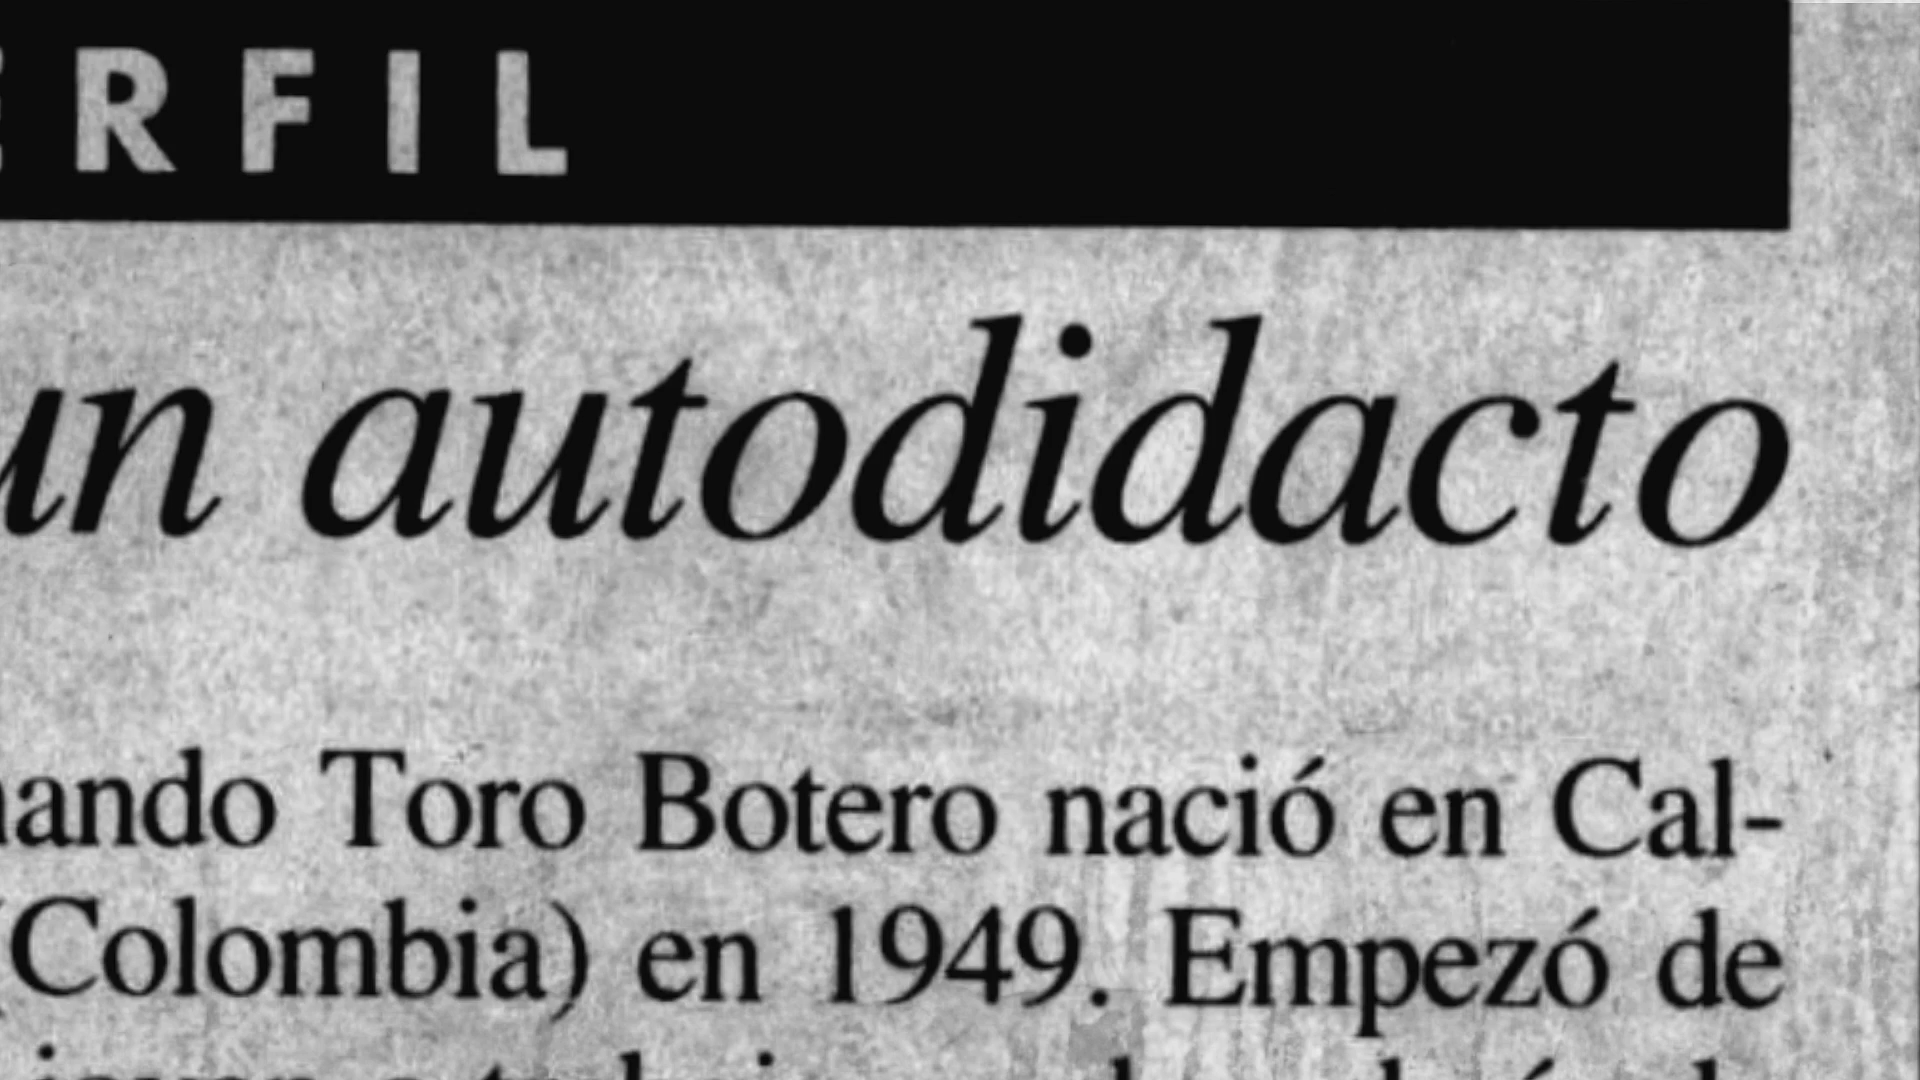 ERFIL
un autodidacto
nando Toro Botero nació en Cal-
(Colombia) en 1949. Empezó de